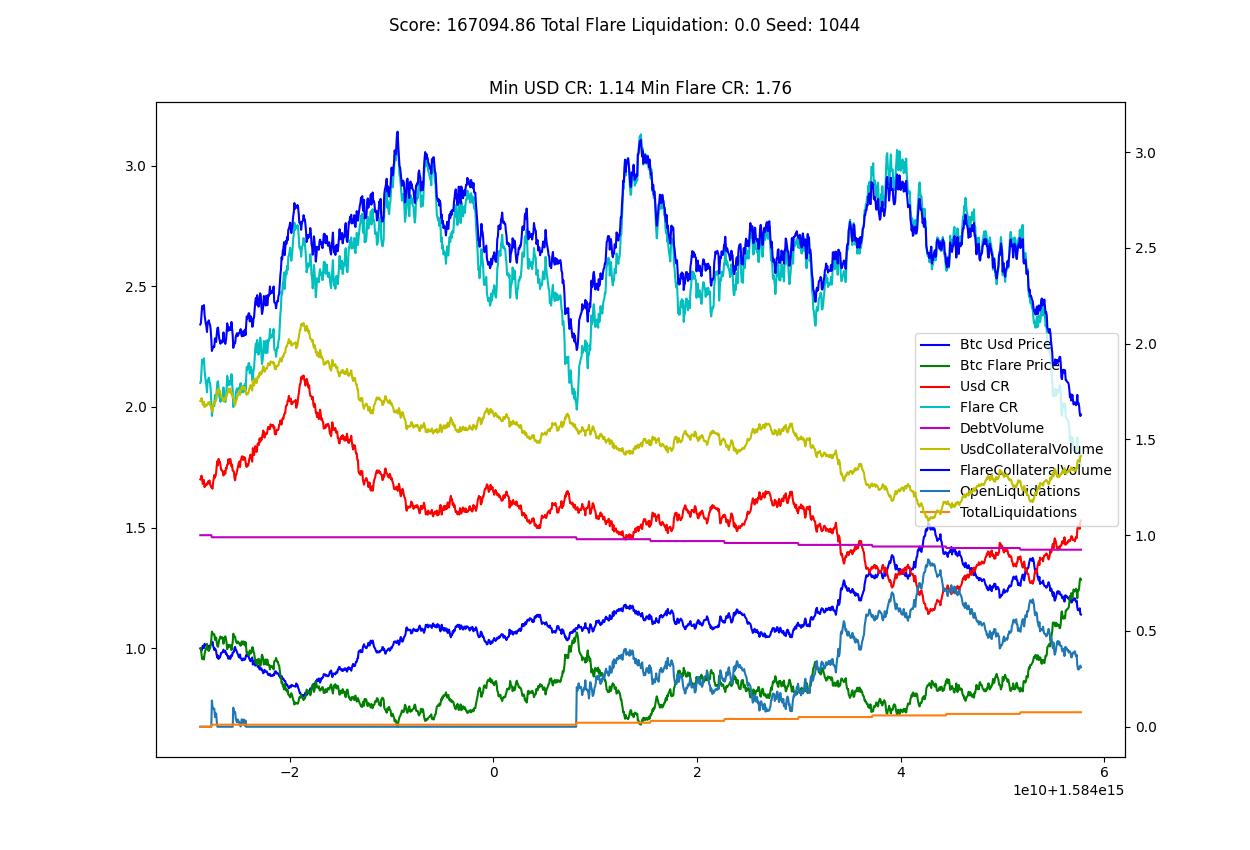 Score: 167094.86 Total Flare Liquidation: 0.0 Seed: 1044
Min USD CR: 1.14 Min Flare CR: 1.76
3.0
2.5
2.0
1.5
1.0
3.0
2.5
2.0
1.5
1.0
0.5
0.0
Btc Usd Price
Btc Flare Price
Usd CR
Flare CR
DebtVolume
UsdCollateralVolume
FlareCollateralVolume
OpenLiquidations
TotalLiquidations
−2 0 2 4 6
1e10+1.584e15